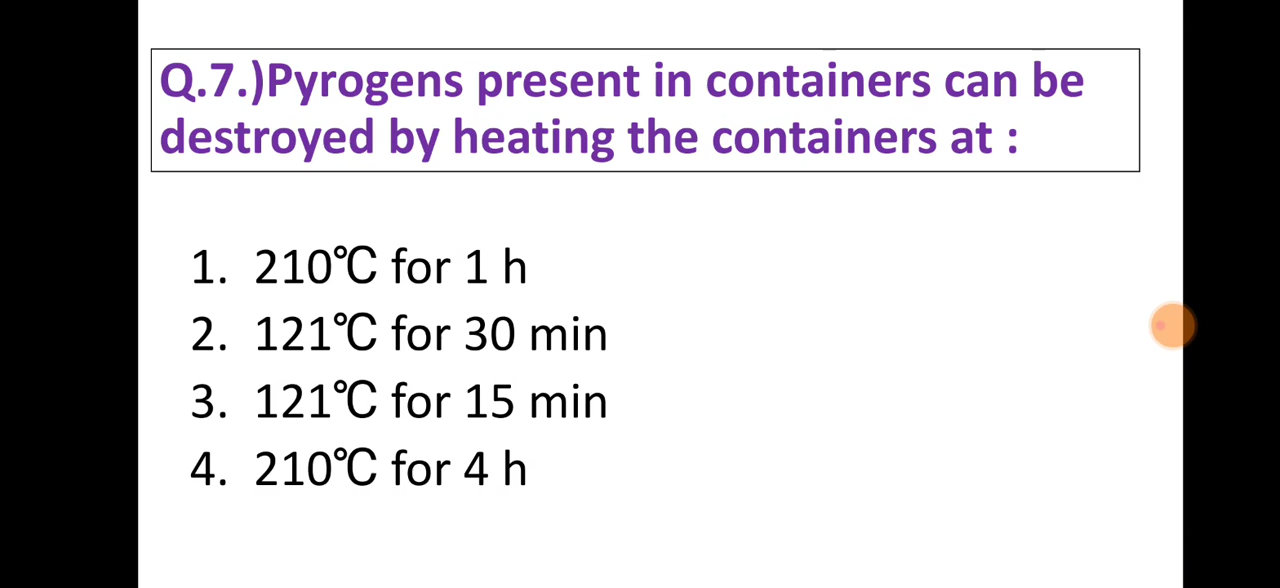 Q.7.)Pyrogens present in containers can be
destroyed by heating the containers at :
1. 210℃ for 1 h
2. 121℃ for 30 min
3. 121℃ for 15 min
4. 210℃ for 4 h